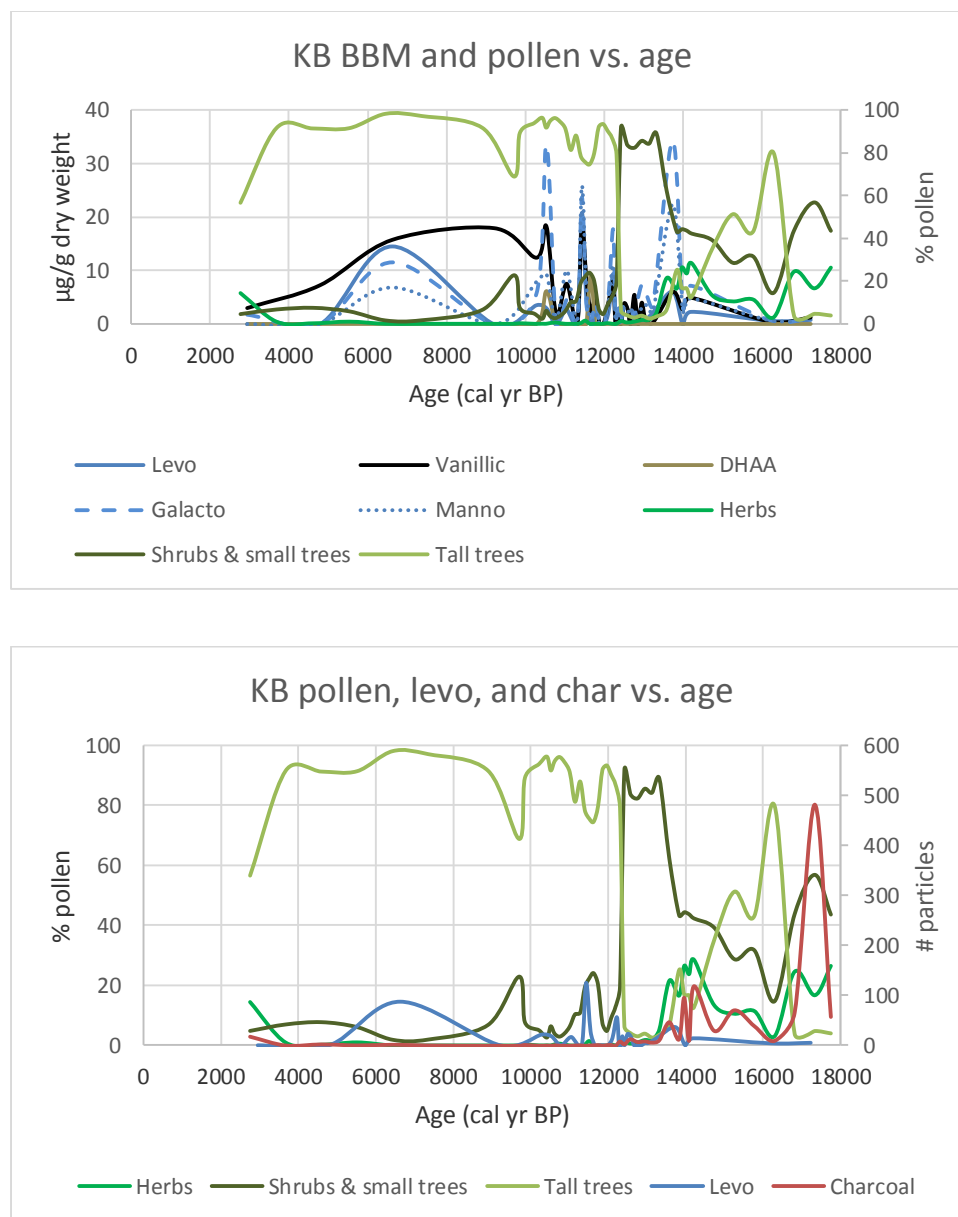 KB BBM and pollen vs. age
40
30
20
10
0
µg/g dry weight
100
80
60
40
20
0
% pollen
0 2000 4000 6000 8000 10000 12000 14000 16000 18000
Age (cal yr BP)
Levo Vanillic DHAA
Galacto Manno Herbs
Shrubs & small trees Tall trees
KB pollen, levo, and char vs. age
100
80
60
40
20
0
% pollen
600
500
400
300
200
100
0
# particles
0 2000 4000 6000 8000 10000 12000 14000 16000 18000
Age (cal yr BP)
Herbs Shrubs & small trees Tall trees Levo Charcoal